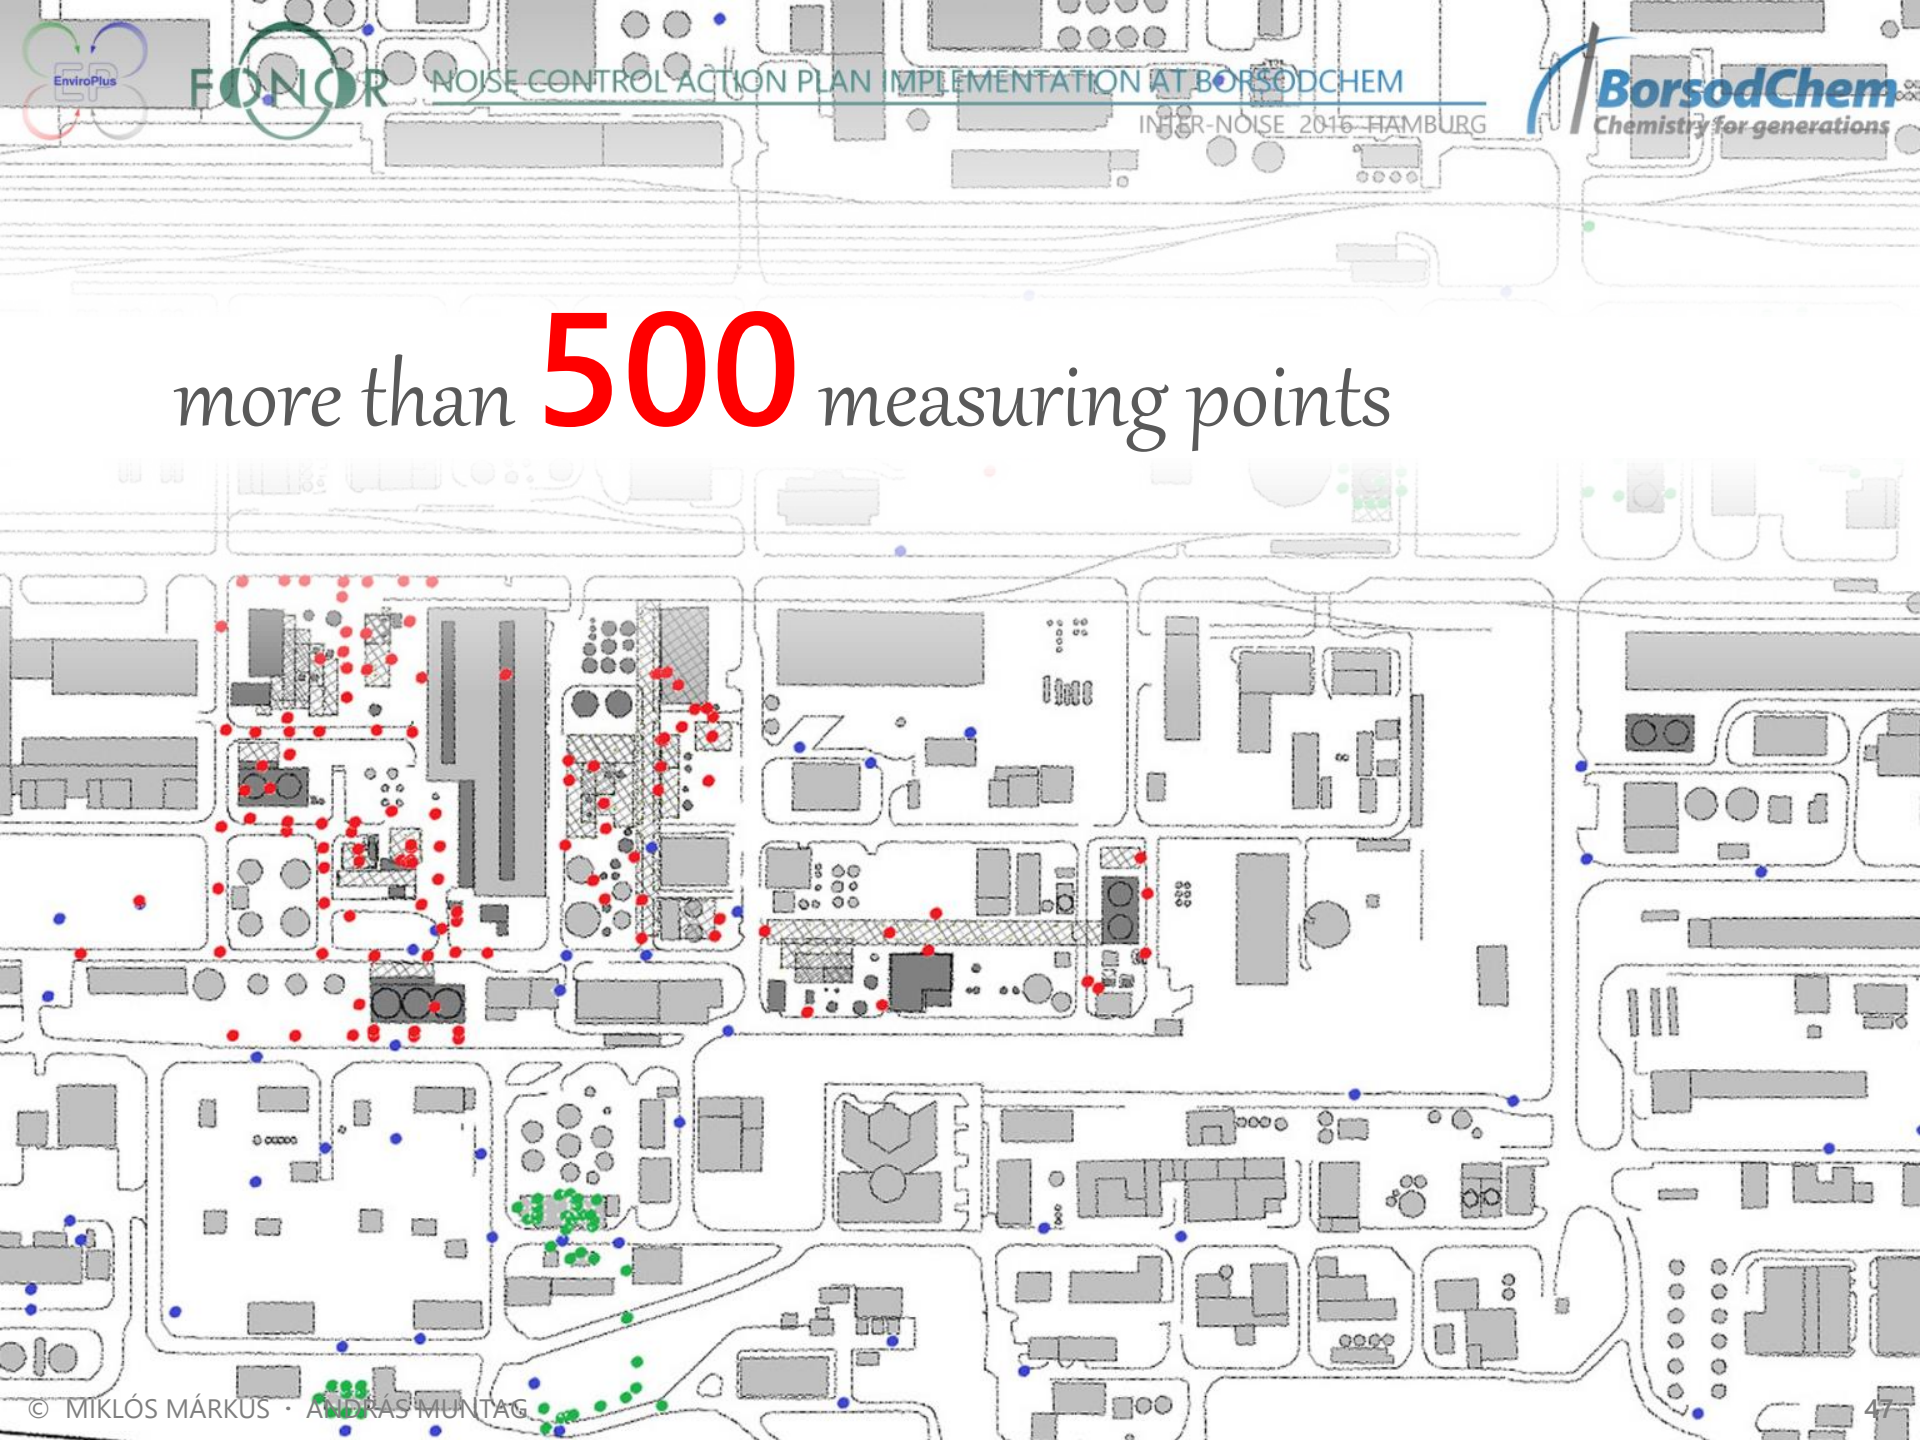 EnviroPlus
EP
FONOR
NOISE CONTROL ACTION PLAN IMPLEMENTATION AT BORSODCHEM
INTER-NOISE 2016 HAMBURG
BorsodChem
Chemistry for generations
more than 500 measuring points
© MIKLÓS MÁRKUS · ANDRÁS MUNTAG
47